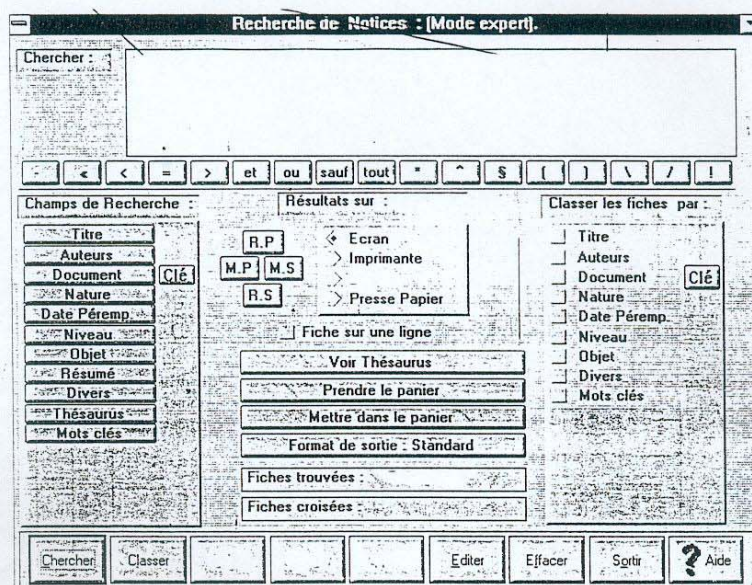 Recherche de Notices : (Mode expert).
Chercher :
< = > et ou sauf tout * ^ § ( ) \ / !
Champs de Recherche :
Titre
Auteurs
Document
Clé
Nature
Date Péremp.
Niveau
Objet
Résumé
Divers
Thésaurus
Mots clés
Résultats sur :
R.P
M.P M.S
R.S
Ecran
Imprimante
Presse Papier
Fiche sur une ligne
Voir Thésaurus
Prendre le panier
Mettre dans le panier
Format de sortie : Standard
Fiches trouvées :
Fiches croisées :
Classer les fiches par :
Titre
Auteurs
Document
Clé
Nature
Date Péremp.
Niveau
Objet
Divers
Mots clés
Chercher Classer Editer Effacer Sortir ? Aide